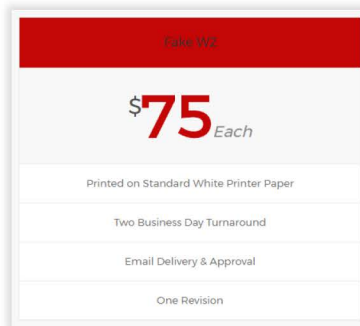 Fake W2
$75 Each
Printed on Standard White Printer Paper
Two Business Day Turnaround
Email Delivery & Approval
One Revision